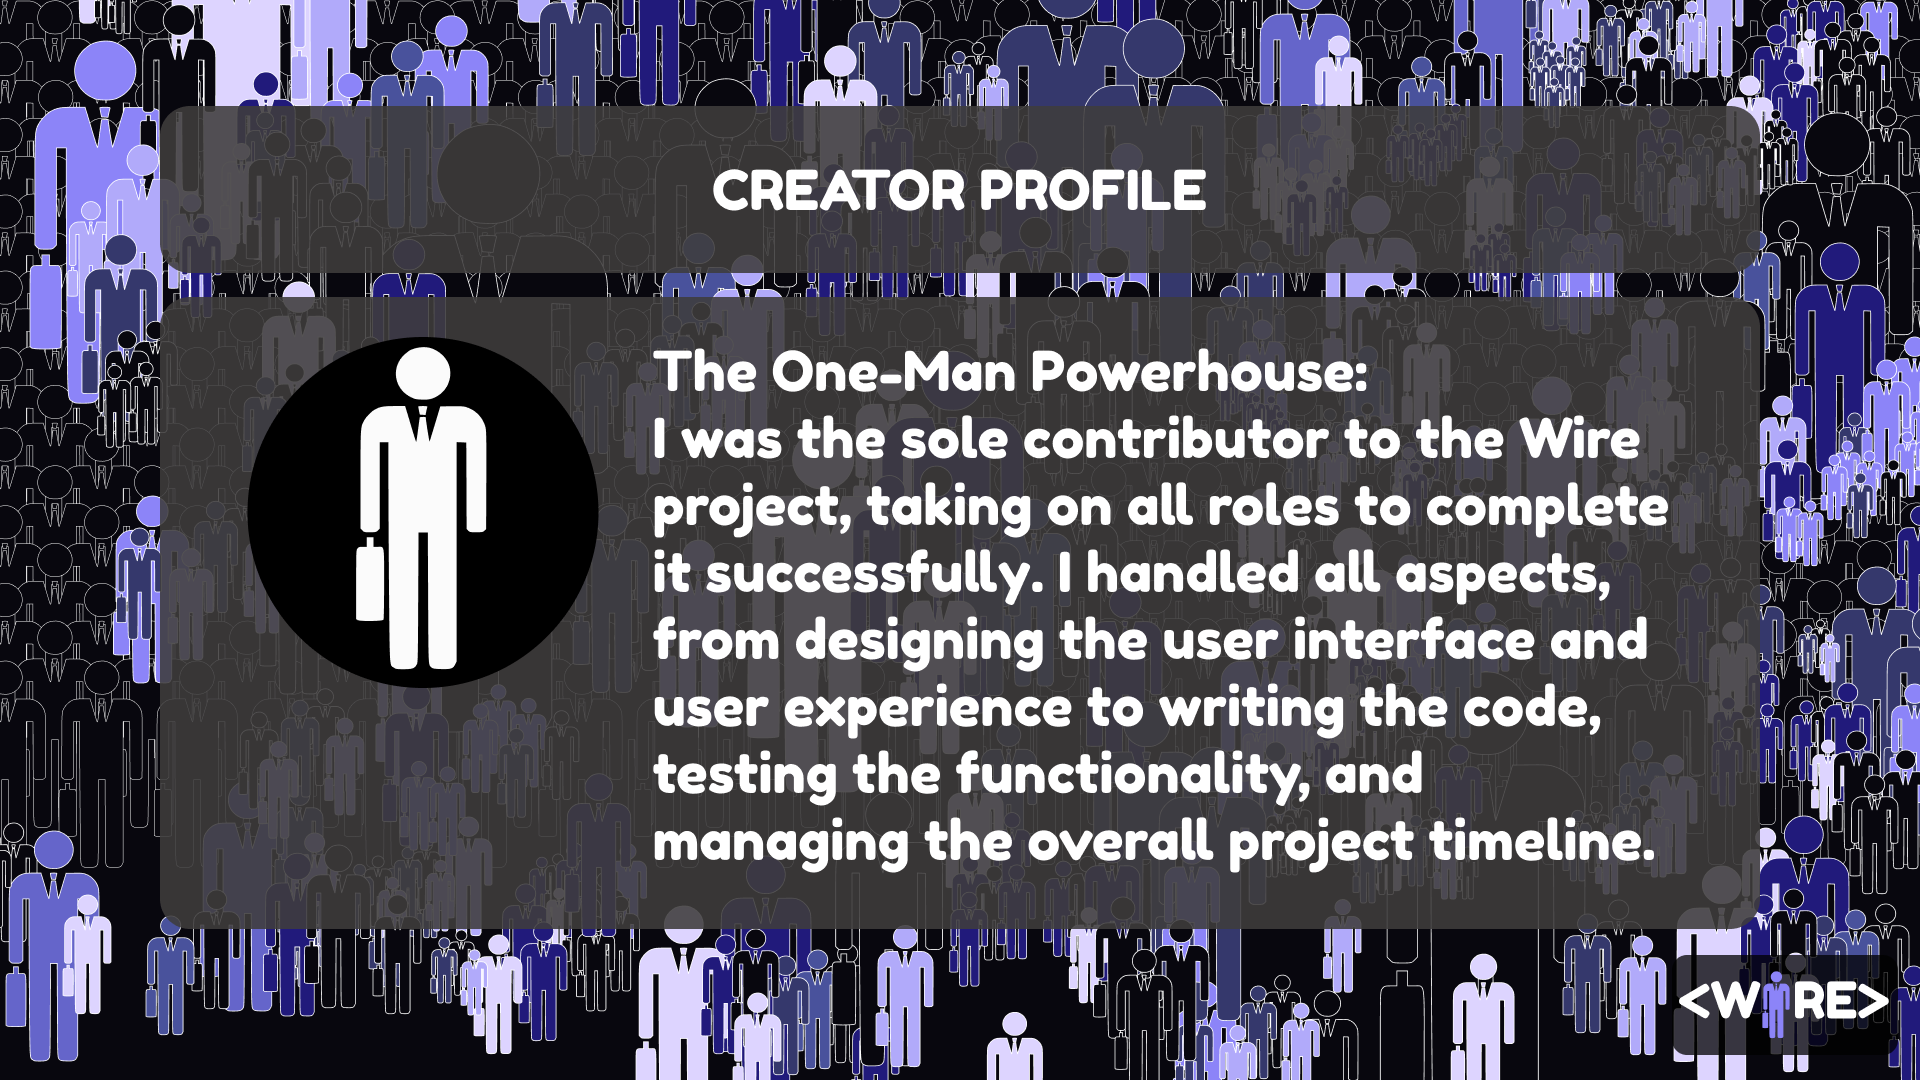 CREATOR PROFILE
The One-Man Powerhouse:
I was the sole contributor to the Wire
project, taking on all roles to complete
it successfully. I handled all aspects,
from designing the user interface and
user experience to writing the code,
testing the functionality, and
managing the overall project timeline.
<WIRE>